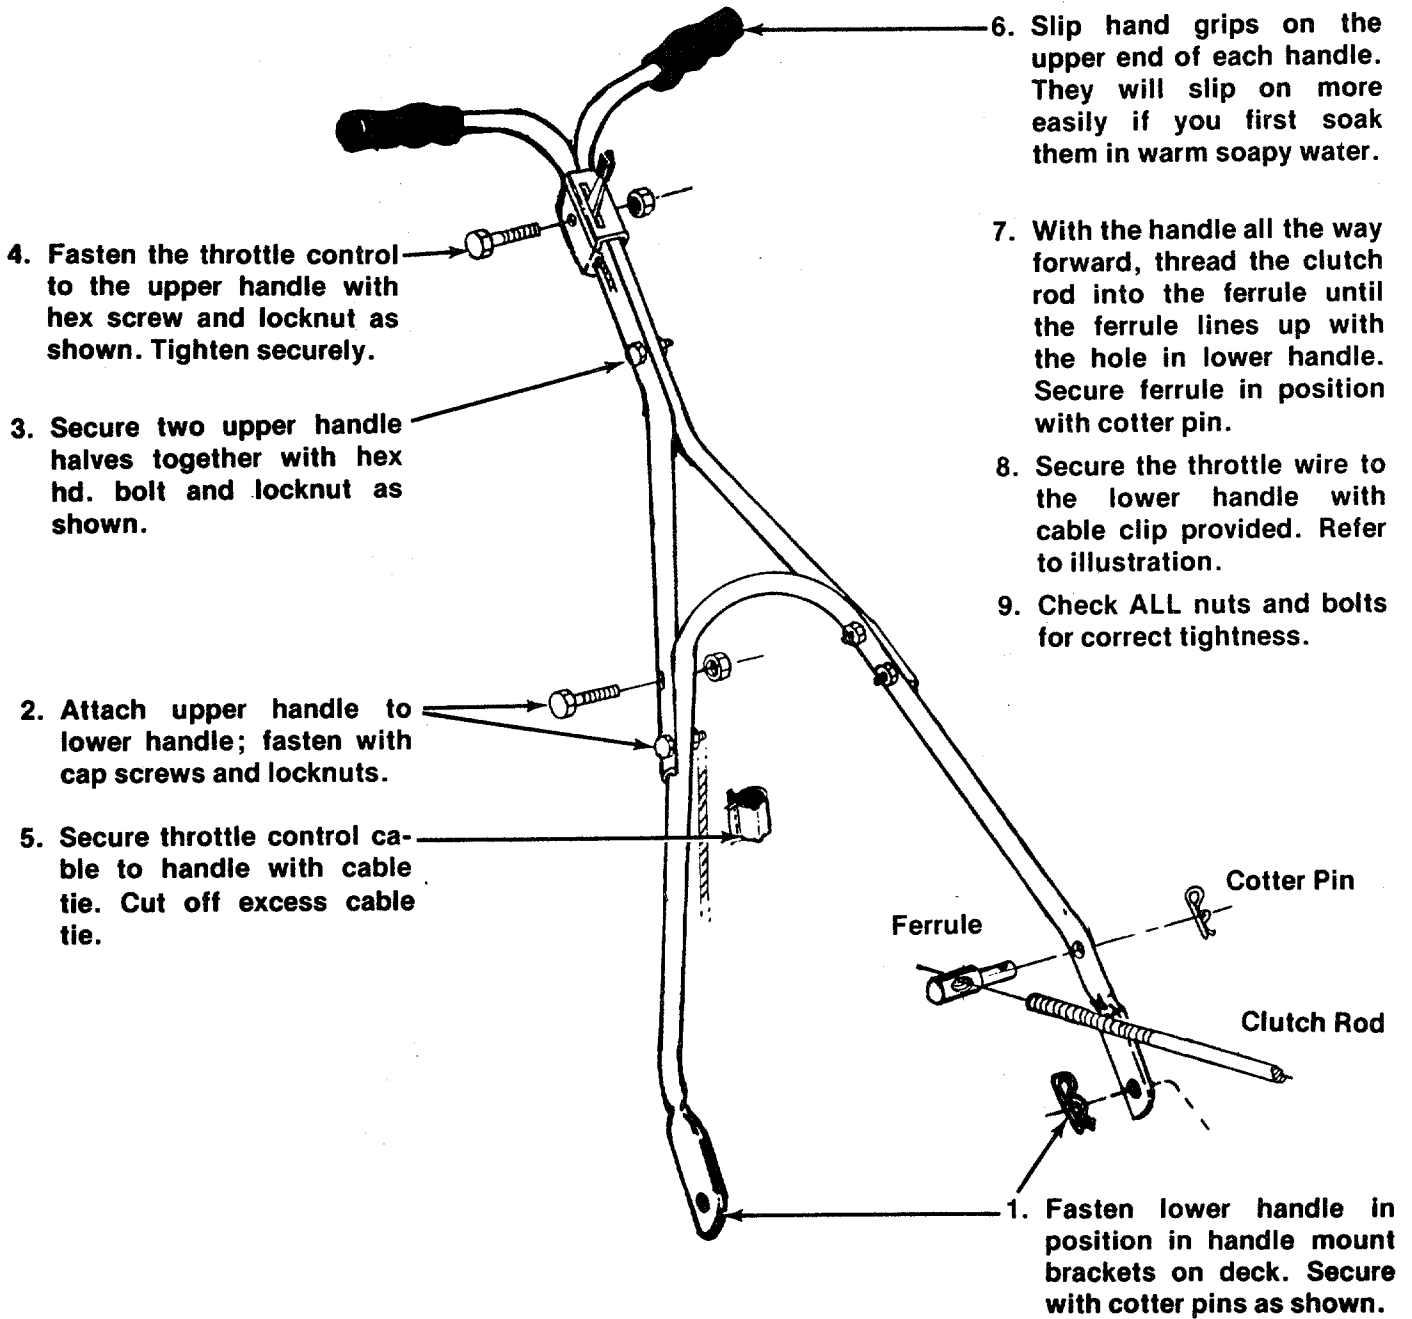 6. Slip hand grips on the
upper end of each handle.
They will slip on more
easily if you first soak
them in warm soapy water.
7. With the handle all the way
forward, thread the clutch
rod into the ferrule until
the ferrule lines up with
the hole in lower handle.
Secure ferrule in position
with cotter pin.
8. Secure the throttle wire to
the lower handle with
cable clip provided. Refer
to illustration.
9. Check ALL nuts and bolts
for correct tightness.
4. Fasten the throttle control
to the upper handle with
hex screw and locknut as
shown. Tighten securely.
3. Secure two upper handle
halves together with hex
hd. bolt and locknut as
shown.
2. Attach upper handle to
lower handle; fasten with
cap screws and locknuts.
5. Secure throttle control ca-
ble to handle with cable
tie. Cut off excess cable
tie.
Cotter Pin
Ferrule
Clutch Rod
1. Fasten lower handle in
position in handle mount
brackets on deck. Secure
with cotter pins as shown.